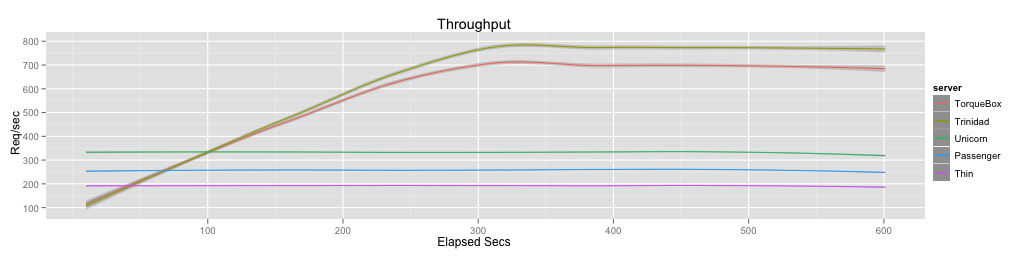 Throughput
Req/sec
800
700
600
500
400
300
200
100
100
200
300
400
500
600
Elapsed Secs
server
TorqueBox
Trinidad
Unicorn
Passenger
Thin